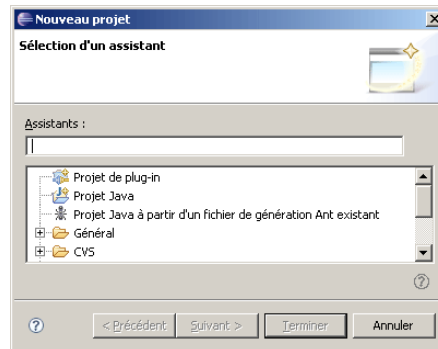 Nouveau projet
Sélection d'un assistant
Assistants :
Projet de plug-in
Projet Java
Projet Java à partir d'un fichier de génération Ant existant
Général
CVS
< Précédent Suivant > Terminer Annuler